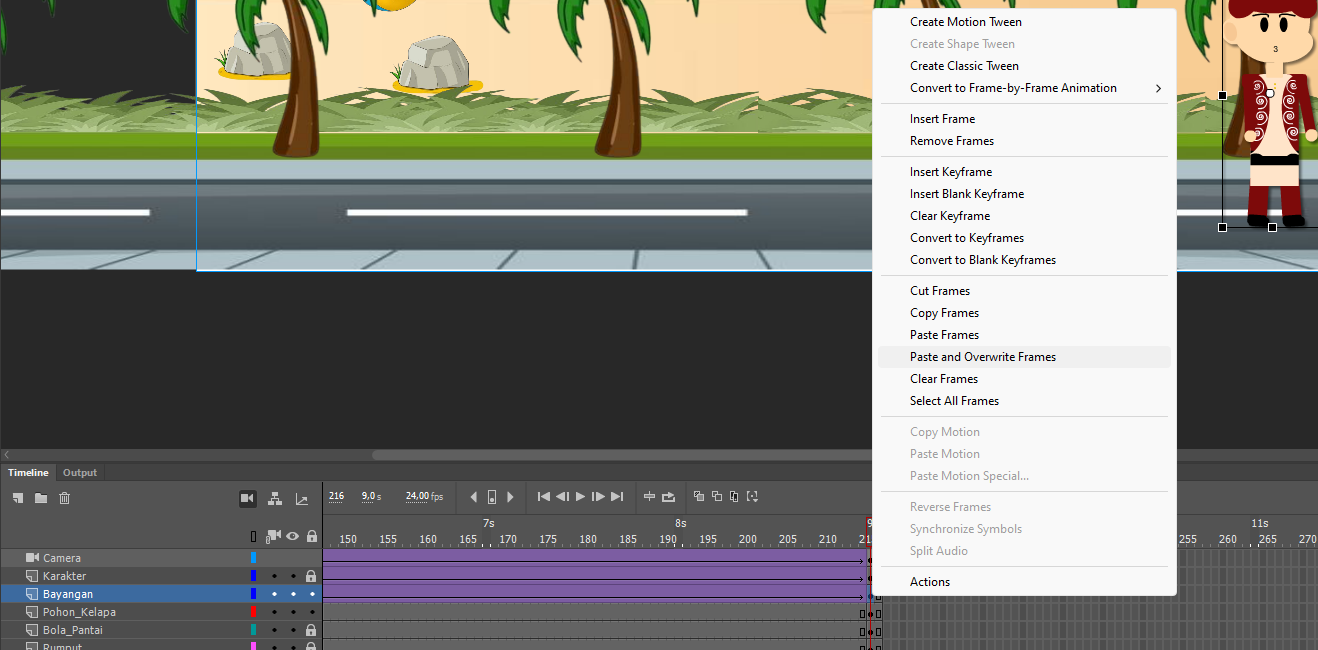 Create Motion Tween
Create Shape Tween
Create Classic Tween
Convert to Frame-by-Frame Animation
Insert Frame
Remove Frames
Insert Keyframe
Insert Blank Keyframe
Clear Keyframe
Convert to Keyframes
Convert to Blank Keyframes
Cut Frames
Copy Frames
Paste Frames
Paste and Overwrite Frames
Clear Frames
Select All Frames
Copy Motion
Paste Motion
Paste Motion Special...
Reverse Frames
Synchronize Symbols
Split Audio
Actions
Timeline Output
216 9,0 s 24,00 fps
7s 8s 9 11s
150 155 160 165 170 175 180 185 190 195 200 205 210 255 260 265 270
Camera
Karakter
Bayangan
Pohon_Kelapa
Bola_Pantai
Rumput